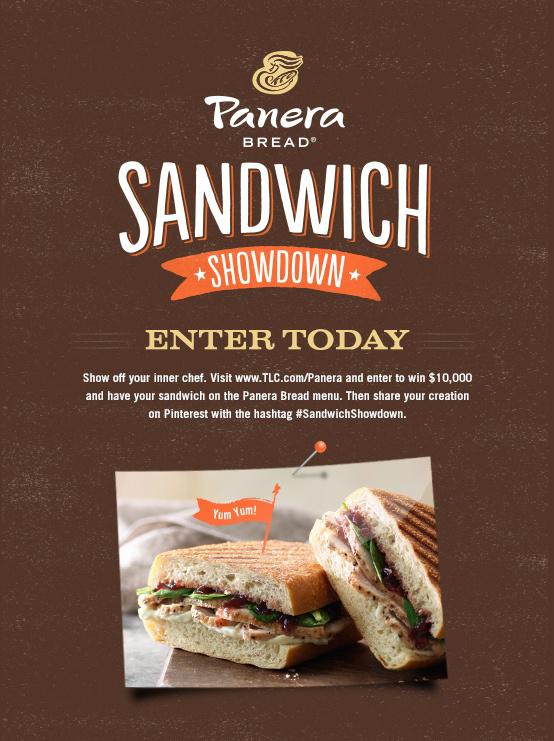 Panera
BREAD®
SANDWICH
SHOWDOWN
ENTER TODAY
Show off your inner chef. Visit www.TLC.com/Panera and enter to win $10,000
and have your sandwich on the Panera Bread menu. Then share your creation
on Pinterest with the hashtag #SandwichShowdown.
Yum Yum!